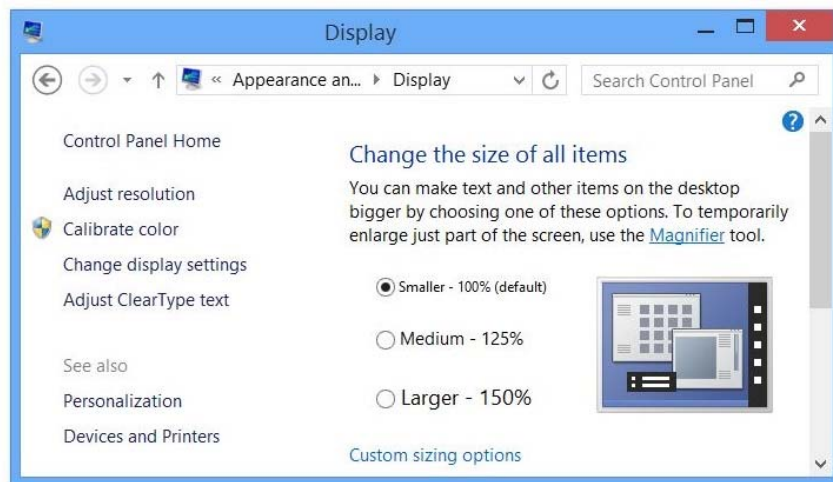 Display
« Appearance an... Display
Search Control Panel
Control Panel Home
Adjust resolution
Calibrate color
Change display settings
Adjust ClearType text
See also
Personalization
Devices and Printers
?
Change the size of all items
You can make text and other items on the desktop
bigger by choosing one of these options. To temporarily
enlarge just part of the screen, use the Magnifier tool.
Smaller - 100% (default)
Medium - 125%
Larger - 150%
Custom sizing options